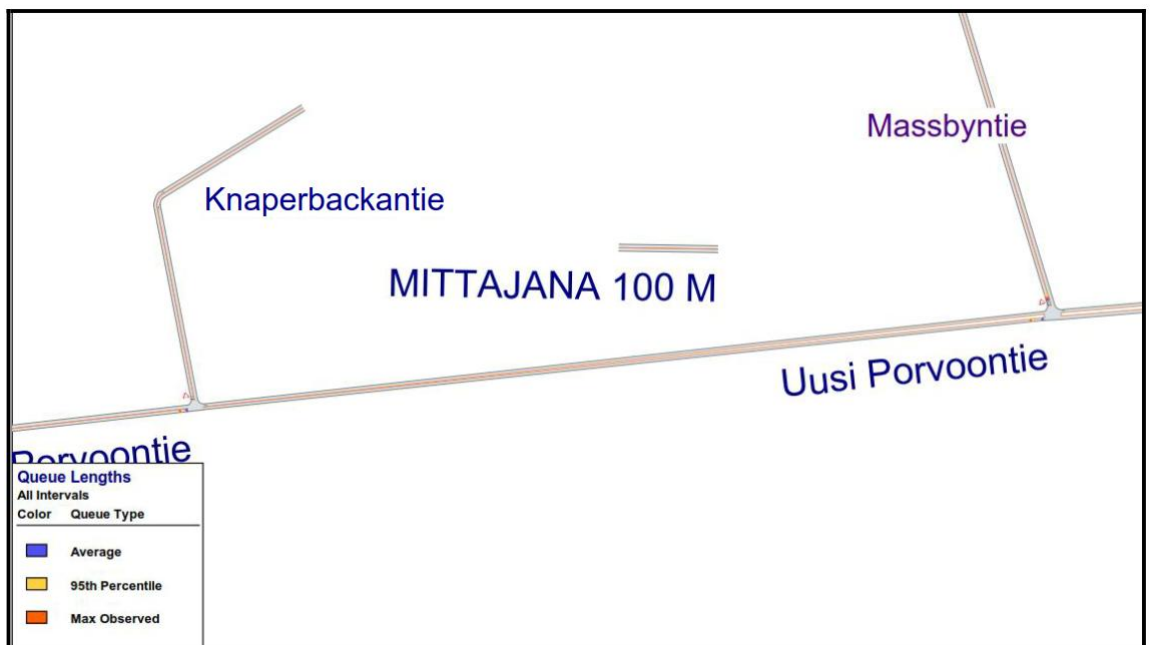 Massbyntie
Knaperbackantie
MITTAJANA 100 M
Uusi Porvoontie
Porvoontie
Queue Lengths
All Intervals
Color Queue Type
Average
95th Percentile
Max Observed